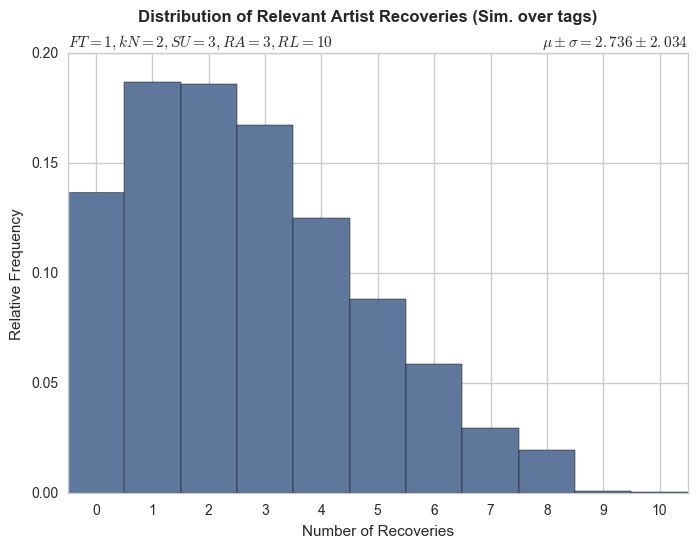 Distribution of Relevant Artist Recoveries (Sim. over tags)
FT = 1, kN = 2, SU = 3, RA = 3, RL = 10
μ ± σ = 2.736 ± 2.034
0.20
0.15
0.10
0.05
0.00
Relative Frequency
0 1 2 3 4 5 6 7 8 9 10
Number of Recoveries